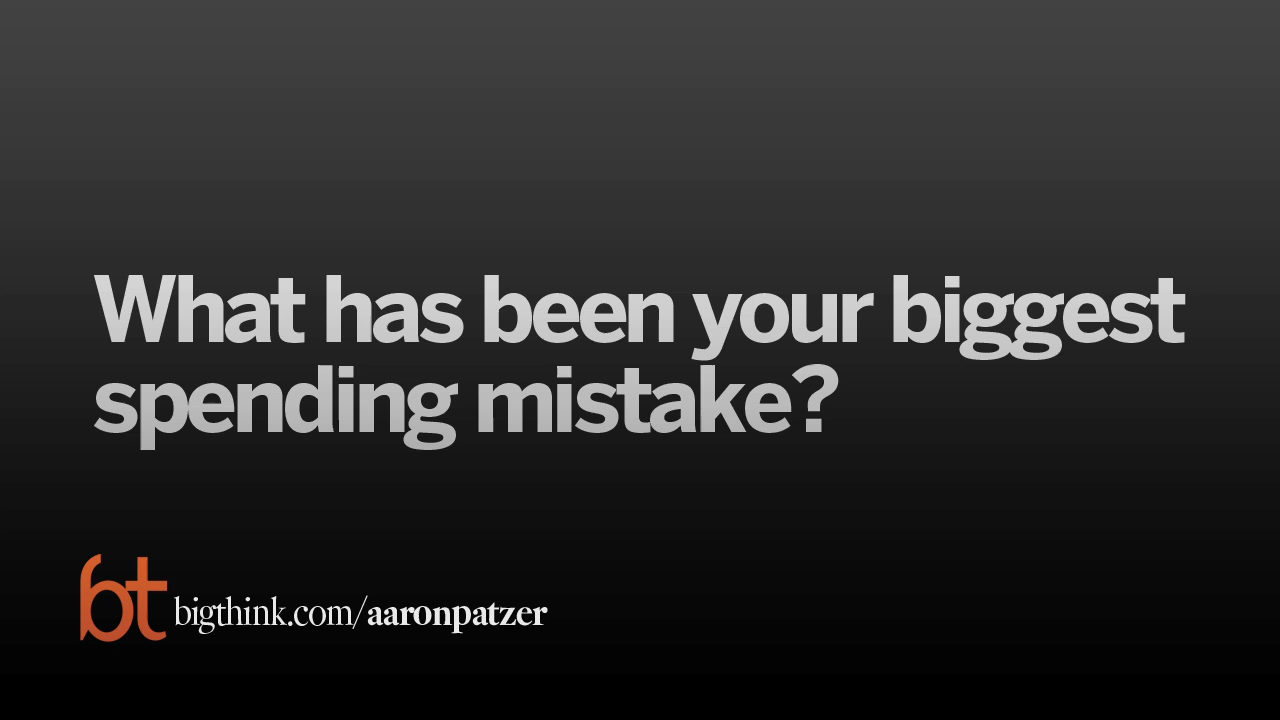 What has been your biggest
spending mistake?
bt bigthink.com/aaronpatzer